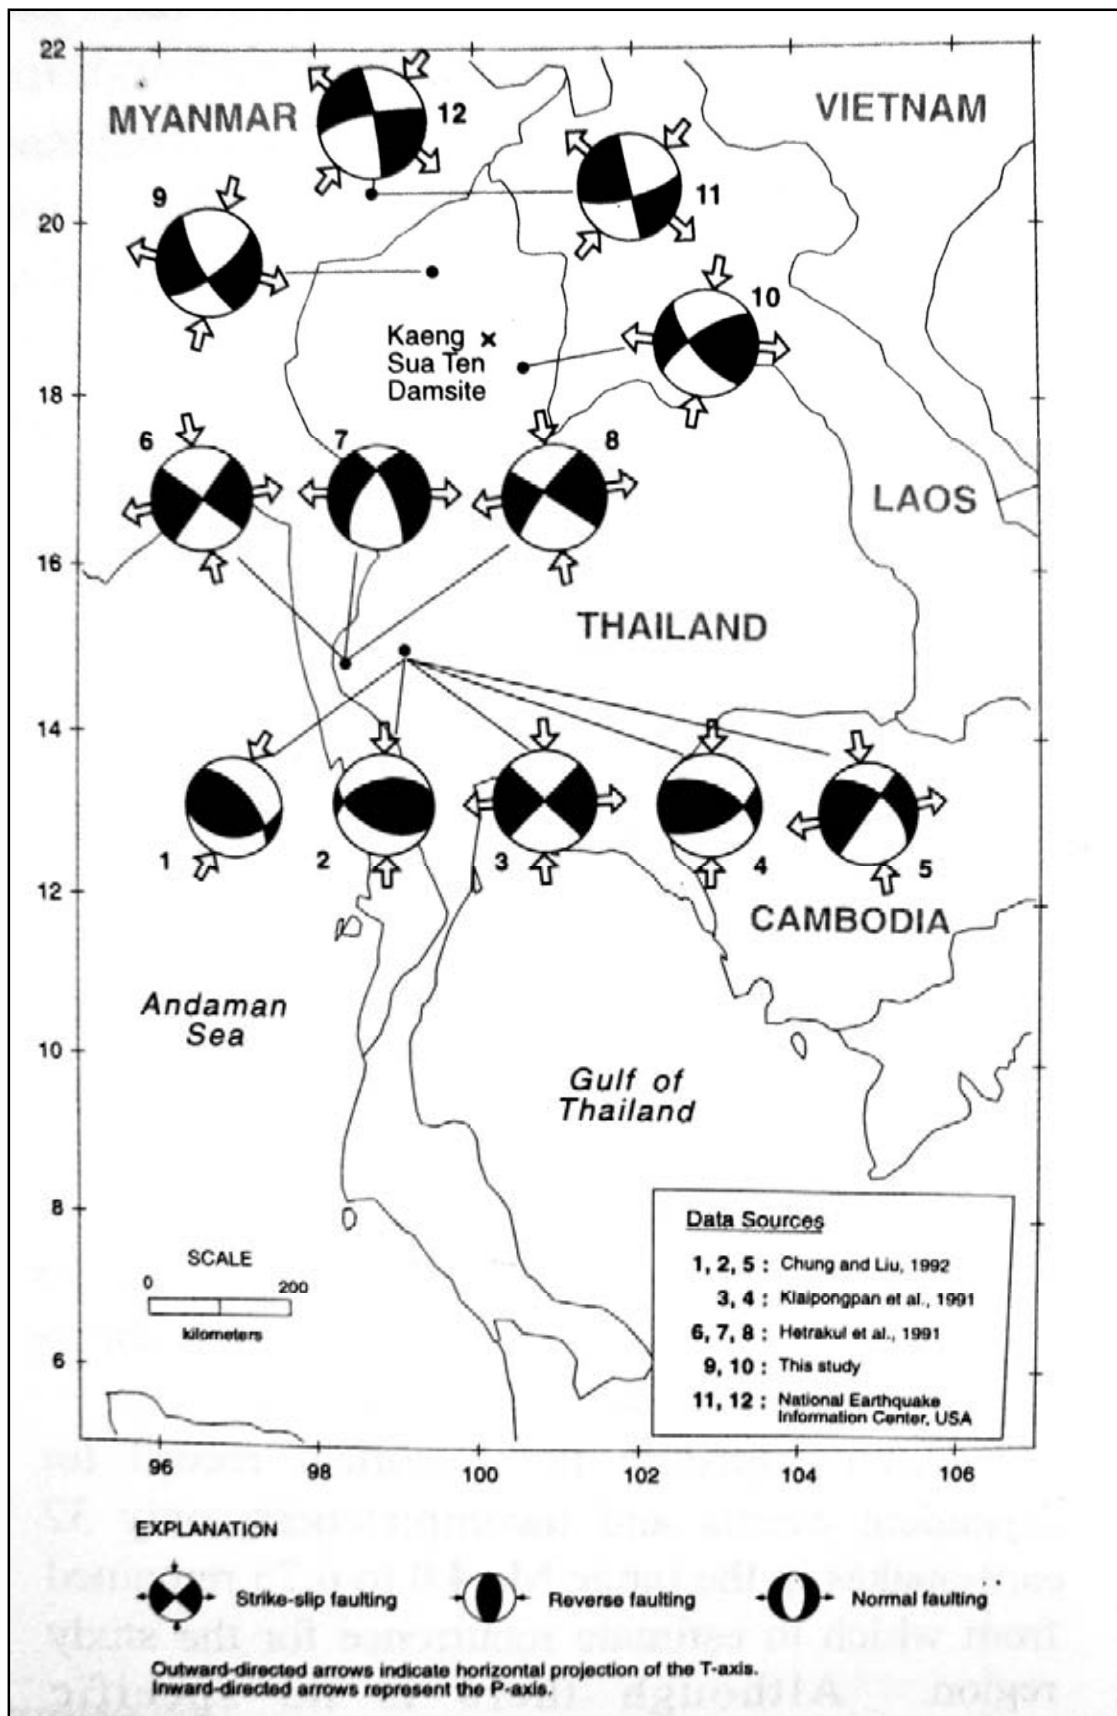 22
MYANMAR
12
VIETNAM
9
11
20
10
Kaeng x
Sua Ten
Damsite
18
6
7
8
LAOS
16
THAILAND
14
1
2
3
4
5
12
CAMBODIA
Andaman
Sea
10
Gulf of
Thailand
8
Data Sources
1, 2, 5 : Chung and Liu, 1992
3, 4 : Klaipongpan et al., 1991
6, 7, 8 : Hetrakul et al., 1991
9, 10 : This study
11, 12 : National Earthquake
Information Center, USA
SCALE
0 200
kilometers
6
96 98 100 102 104 106
EXPLANATION
Strike-slip faulting
Reverse faulting
Normal faulting
Outward-directed arrows indicate horizontal projection of the T-axis.
Inward-directed arrows represent the P-axis.